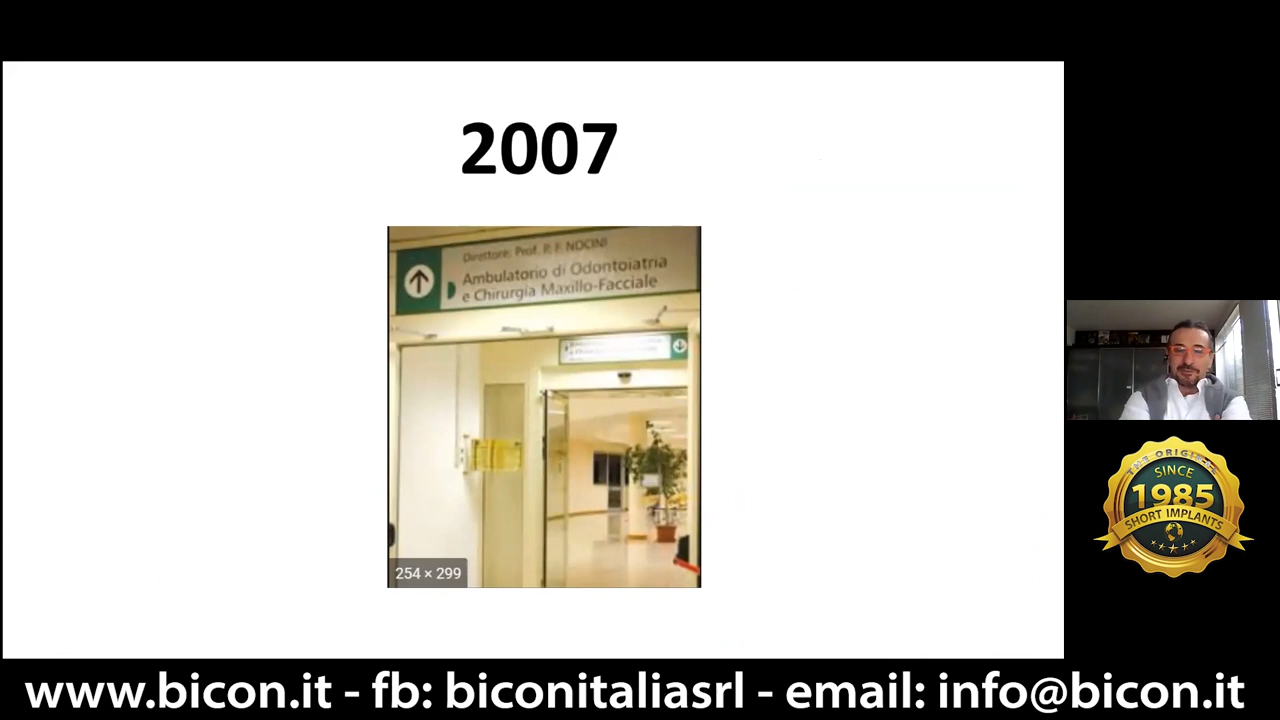 2007
Direttore: Prof. P. F. NOCINI
Ambulatorio di Odontoiatria
e Chirurgia Maxillo-Facciale
254 × 299
THE ORIGINAL
SINCE
1985
SHORT IMPLANTS
www.bicon.it - fb: biconitaliasrl - email: info@bicon.it